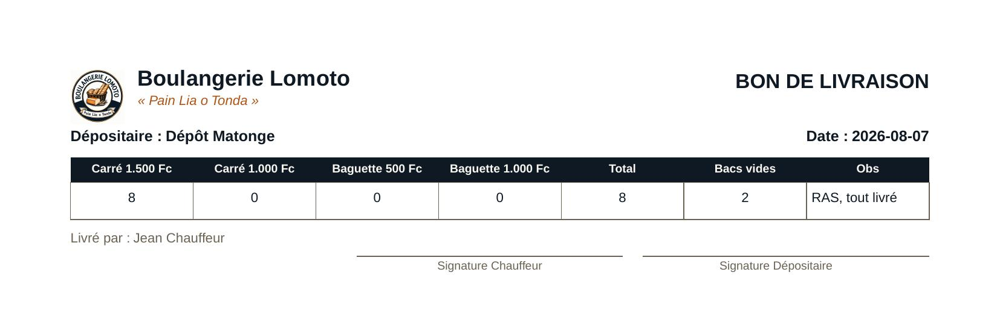 BOULANGERIE LOMOTO
Pain Lia o Tonda
Boulangerie Lomoto
« Pain Lia o Tonda »
BON DE LIVRAISON
Dépositaire : Dépôt Matonge
Date : 2026-08-07
Carré 1.500 Fc Carré 1.000 Fc Baguette 500 Fc Baguette 1.000 Fc Total Bacs vides Obs
8 0 0 0 8 2 RAS, tout livré
Livré par : Jean Chauffeur
Signature Chauffeur Signature Dépositaire